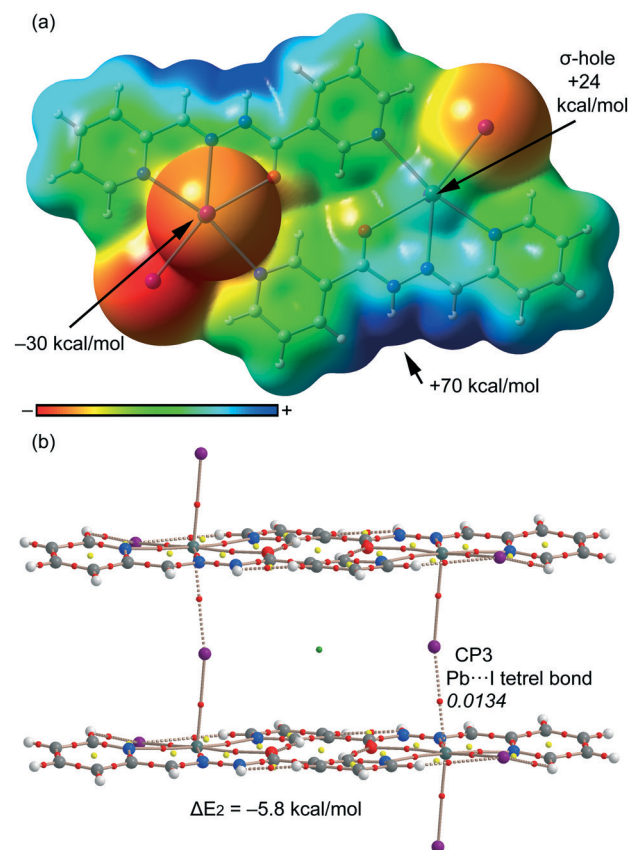 (a)
σ-hole
+24
kcal/mol
–30 kcal/mol
+70 kcal/mol
– +
(b)
CP3
Pb···I tetrel bond
0.0134
ΔE2 = –5.8 kcal/mol